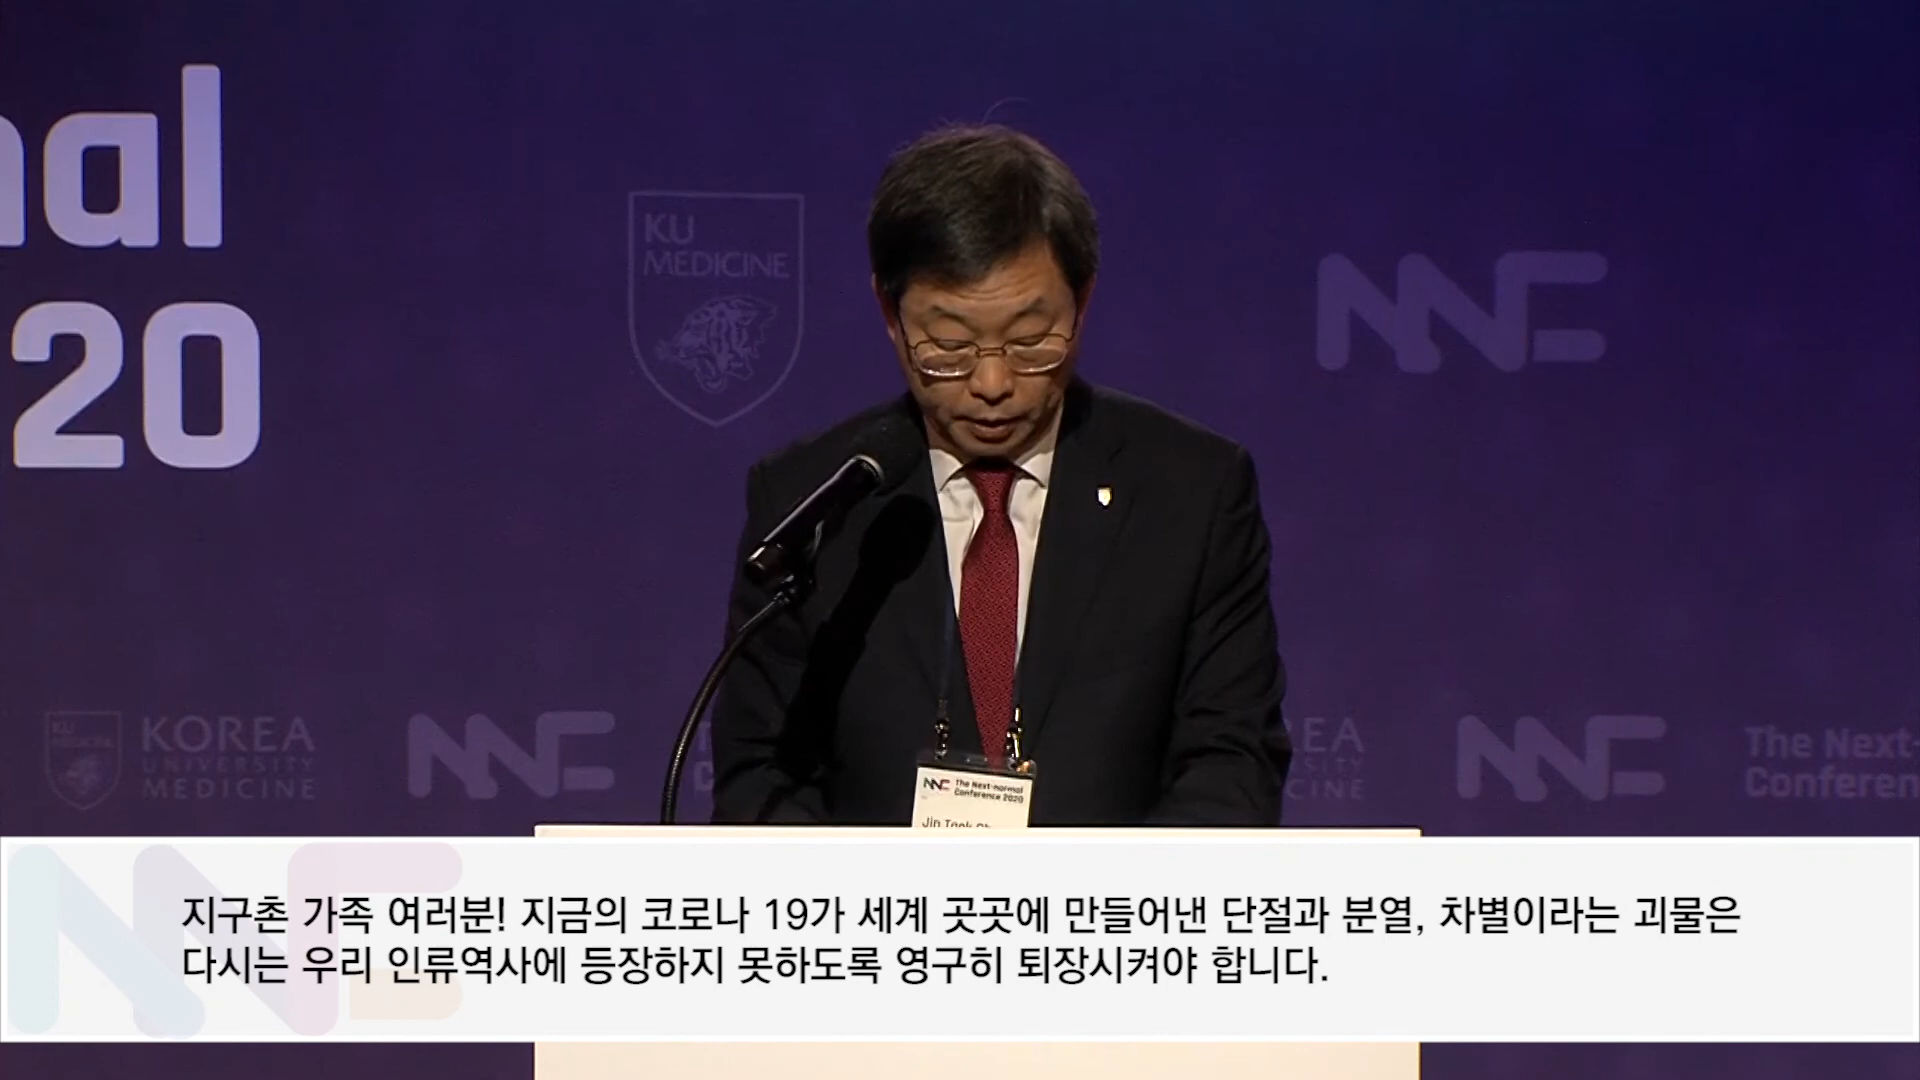 nal
20
KU
MEDICINE
KU
MEDICINE
KOREA
UNIVERSITY
MEDICINE
The Next-normal
Conference 2020
Jin Taek
The Next-
Conferen
지구촌 가족 여러분! 지금의 코로나 19가 세계 곳곳에 만들어낸 단절과 분열, 차별이라는 괴물은
다시는 우리 인류역사에 등장하지 못하도록 영구히 퇴장시켜야 합니다.